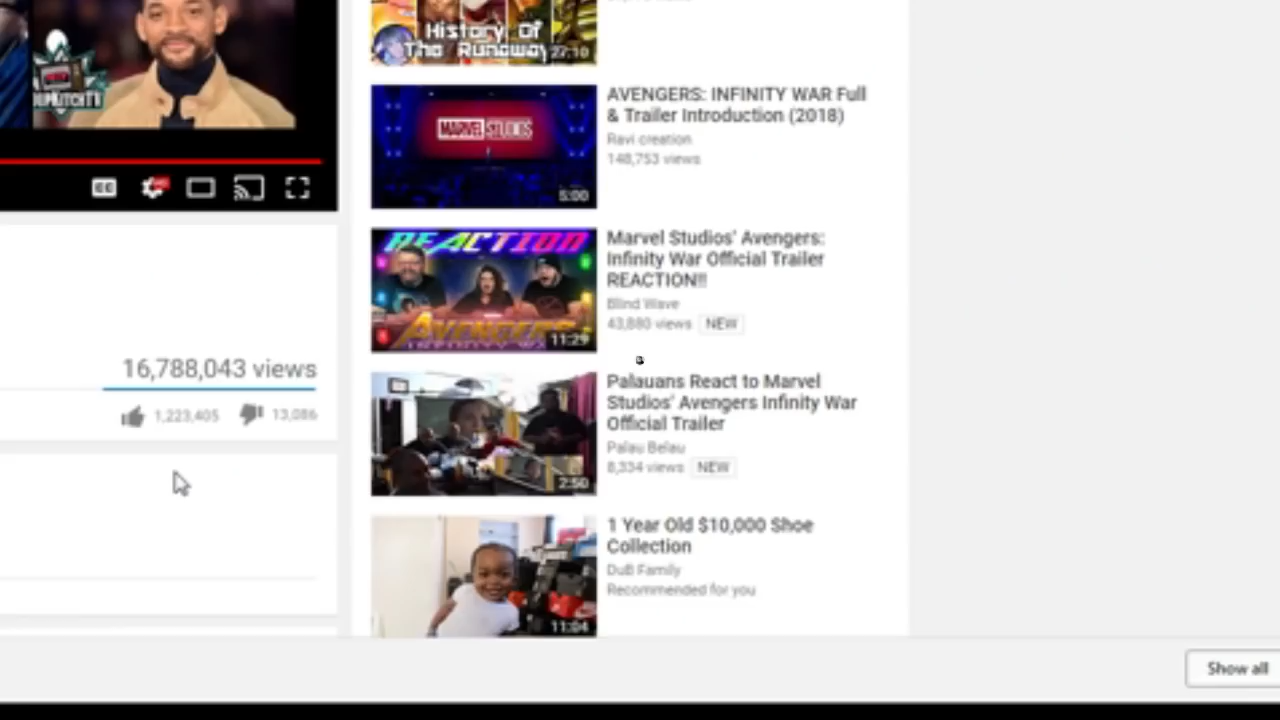 History Of
The Runaway
27:10
AVENGERS: INFINITY WAR Full
& Trailer Introduction (2018)
Ravi creation
148,753 views
MARVEL STUDIOS
5:00
CC
HD
REACTION
Marvel Studios' Avengers:
Infinity War Official Trailer
REACTION!!
Blind Wave
43,880 views NEW
AVENGERS
11:29
16,788,043 views
1,223,405 13,086
Palauans React to Marvel
Studios' Avengers Infinity War
Official Trailer
Palau Belau
8,334 views NEW
2:50
1 Year Old $10,000 Shoe
Collection
DuB Family
Recommended for you
11:04
Show all